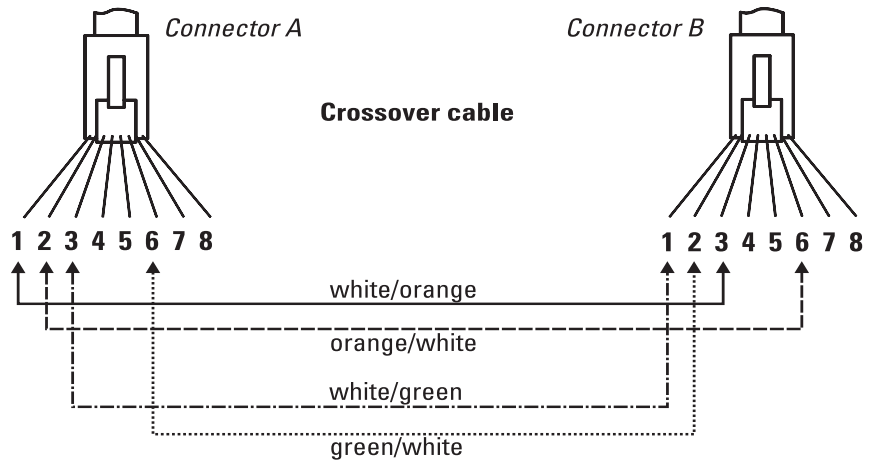 Connector A
Connector B
Crossover cable
1 2 3 4 5 6 7 8
1 2 3 4 5 6 7 8
white/orange
orange/white
white/green
green/white